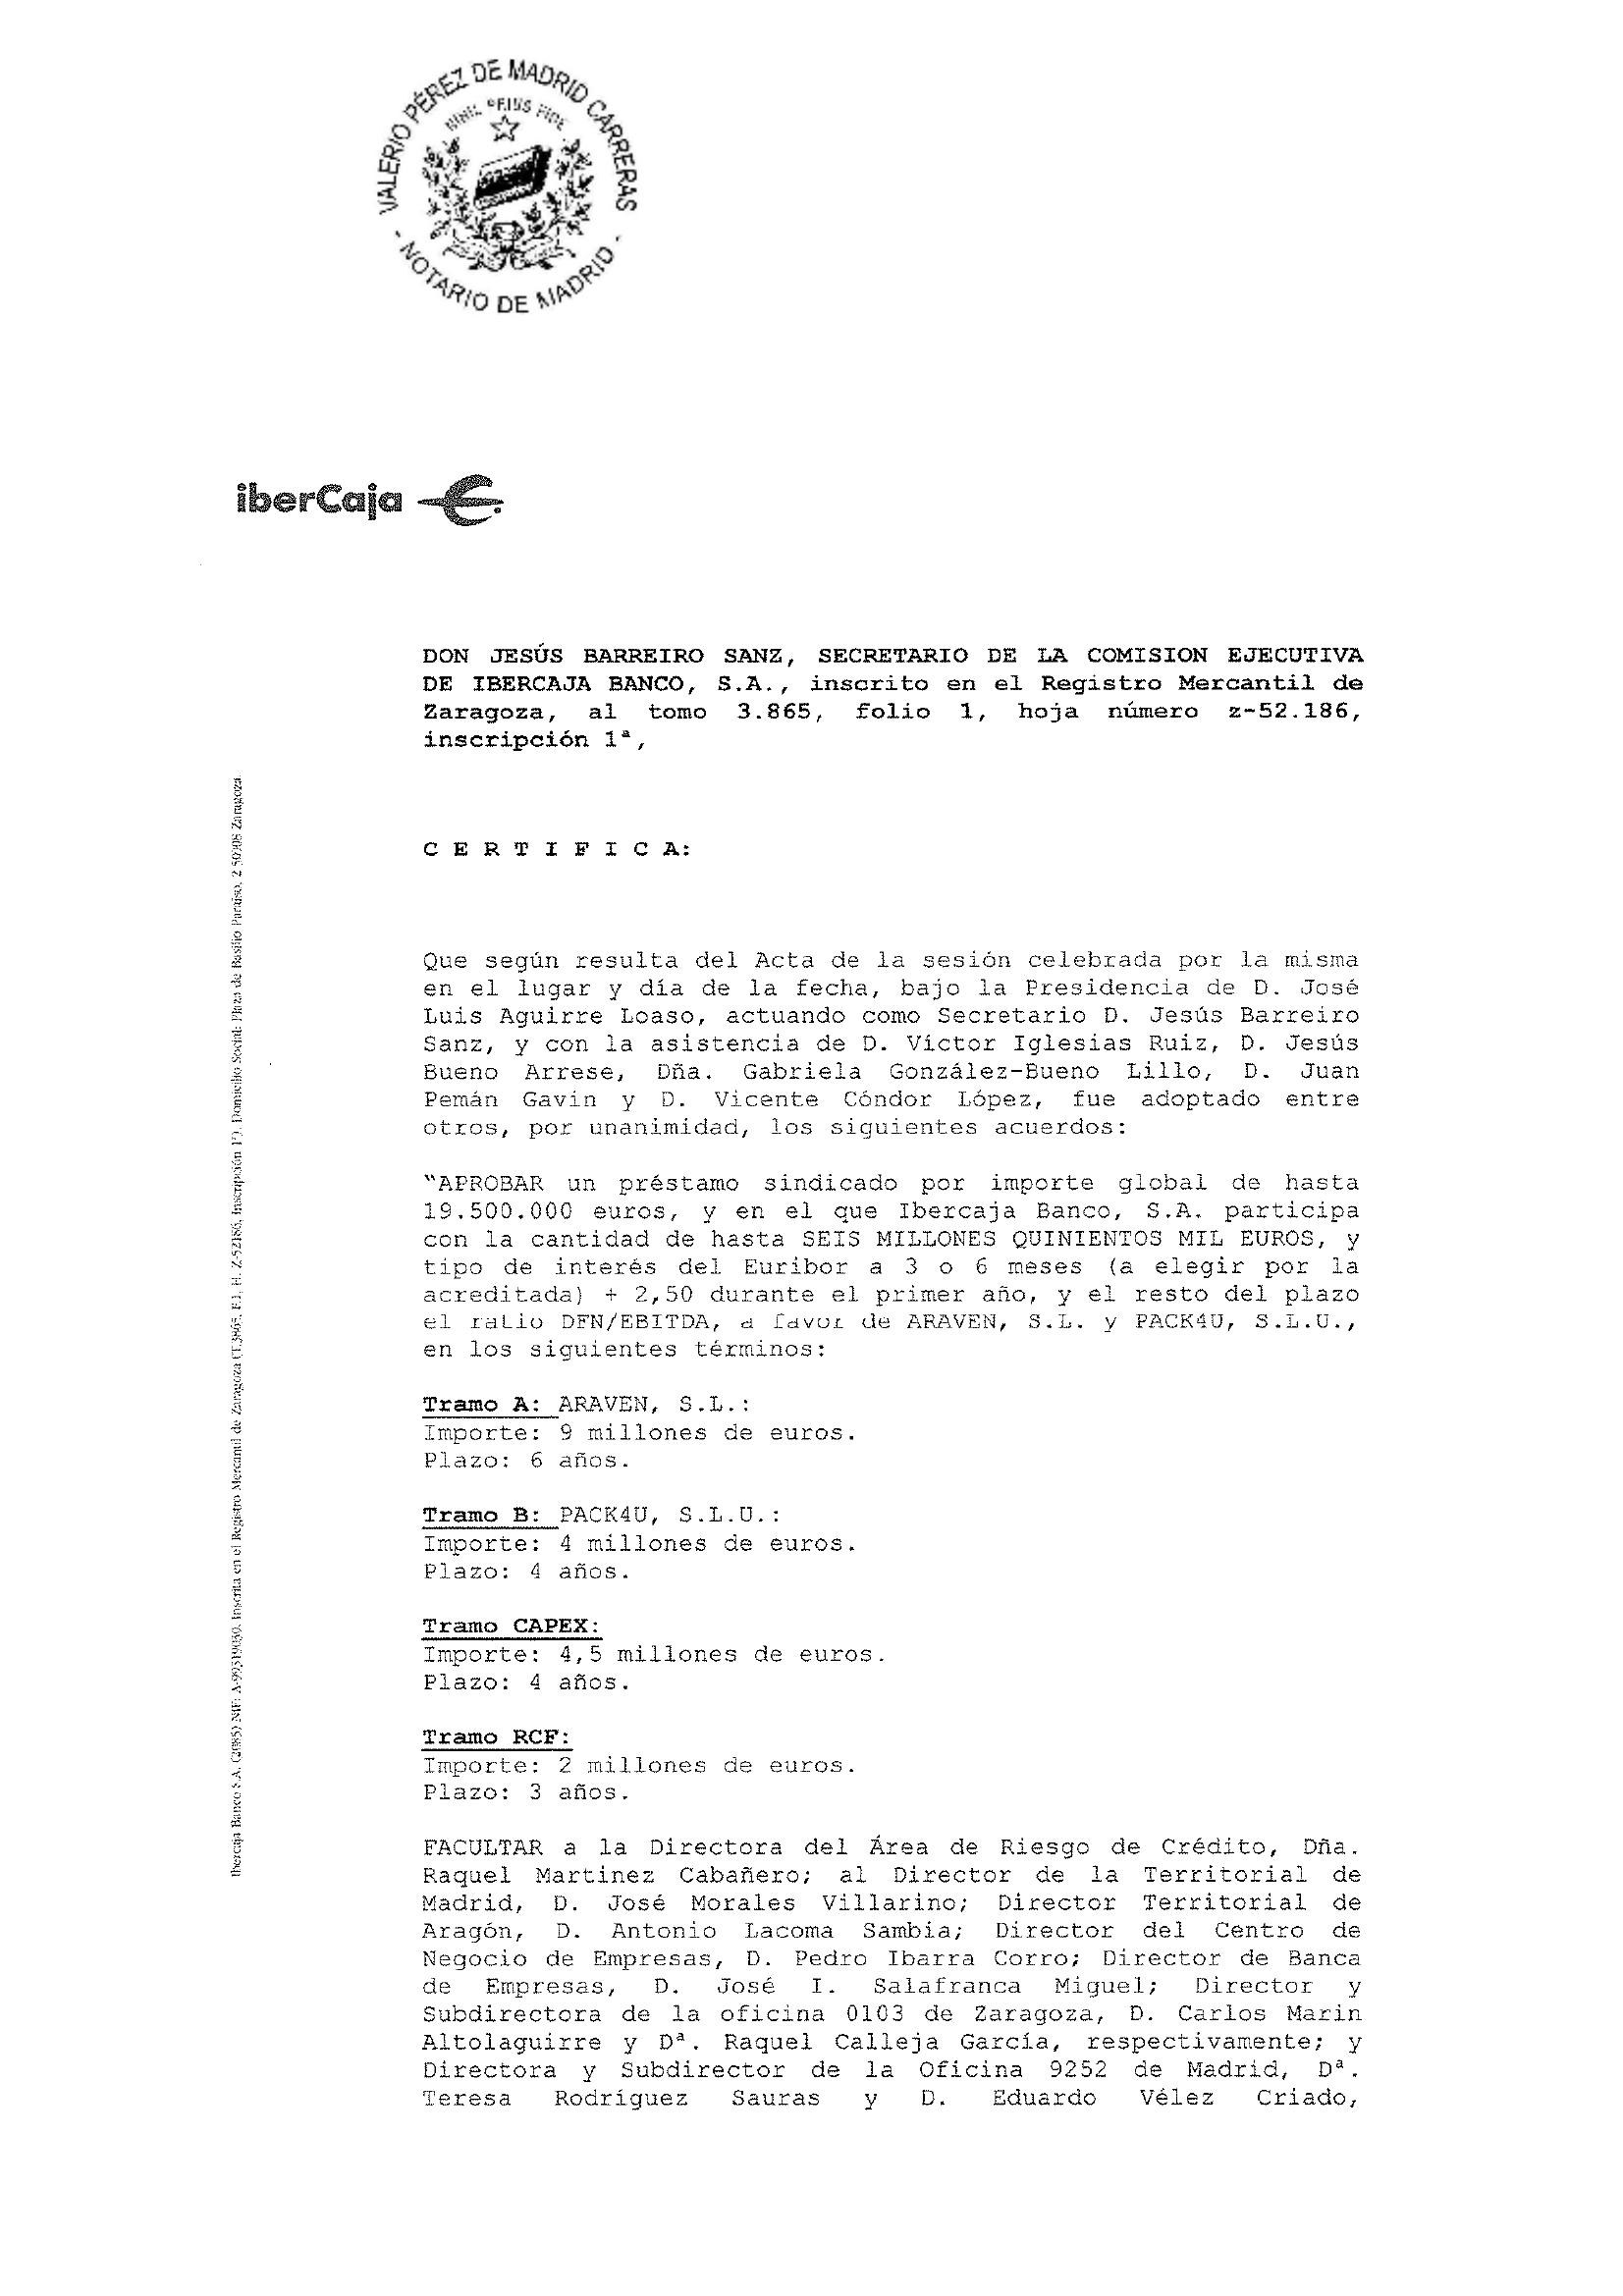 VALERIO PÉREZ DE MADRID CARRERAS
- NOTARIO DE MADRID -
iberCaja
DON JESÚS BARREIRO SANZ, SECRETARIO DE LA COMISION EJECUTIVA
DE IBERCAJA BANCO, S.A., inscrito en el Registro Mercantil de
Zaragoza, al tomo 3.865, folio 1, hoja número z-52.186,
inscripción 1ª,
C E R T I F I C A:
Que según resulta del Acta de la sesión celebrada por la misma
en el lugar y día de la fecha, bajo la Presidencia de D. José
Luis Aguirre Loaso, actuando como Secretario D. Jesús Barreiro
Sanz, y con la asistencia de D. Víctor Iglesias Ruiz, D. Jesús
Bueno Arrese, Dña. Gabriela González-Bueno Lillo, D. Juan
Pemán Gavin y D. Vicente Cóndor López, fue adoptado entre
otros, por unanimidad, los siguientes acuerdos:
"APROBAR un préstamo sindicado por importe global de hasta
19.500.000 euros, y en el que Ibercaja Banco, S.A. participa
con la cantidad de hasta SEIS MILLONES QUINIENTOS MIL EUROS, y
tipo de interés del Euribor a 3 o 6 meses (a elegir por la
acreditada) + 2,50 durante el primer año, y el resto del plazo
el ratio DFN/EBITDA, a favor de ARAVEN, S.L. y PACK4U, S.L.U.,
en los siguientes términos:
Tramo A: ARAVEN, S.L.:
Importe: 9 millones de euros.
Plazo: 6 años.
Tramo B: PACK4U, S.L.U.:
Importe: 4 millones de euros.
Plazo: 4 años.
Tramo CAPEX:
Importe: 4,5 millones de euros.
Plazo: 4 años.
Tramo RCF:
Importe: 2 millones de euros.
Plazo: 3 años.
FACULTAR a la Directora del Área de Riesgo de Crédito, Dña.
Raquel Martinez Cabañero; al Director de la Territorial de
Madrid, D. José Morales Villarino; Director Territorial de
Aragón, D. Antonio Lacoma Sambia; Director del Centro de
Negocio de Empresas, D. Pedro Ibarra Corro; Director de Banca
de Empresas, D. José I. Salafranca Miguel; Director y
Subdirectora de la oficina 0103 de Zaragoza, D. Carlos Marin
Altolaguirre y Dª. Raquel Calleja García, respectivamente; y
Directora y Subdirector de la Oficina 9252 de Madrid, Dª.
Teresa Rodríguez Sauras y D. Eduardo Vélez Criado,
Ibercaja Banco S.A. (2085) NIF: A-99319030. Inscrita en el Registro Mercantil de Zaragoza (T.3865, F.1, H. Z-52186, Inscripción 1ª). Domicilio Social: Plaza de Basilio Paraíso, 2 50008 Zaragoza